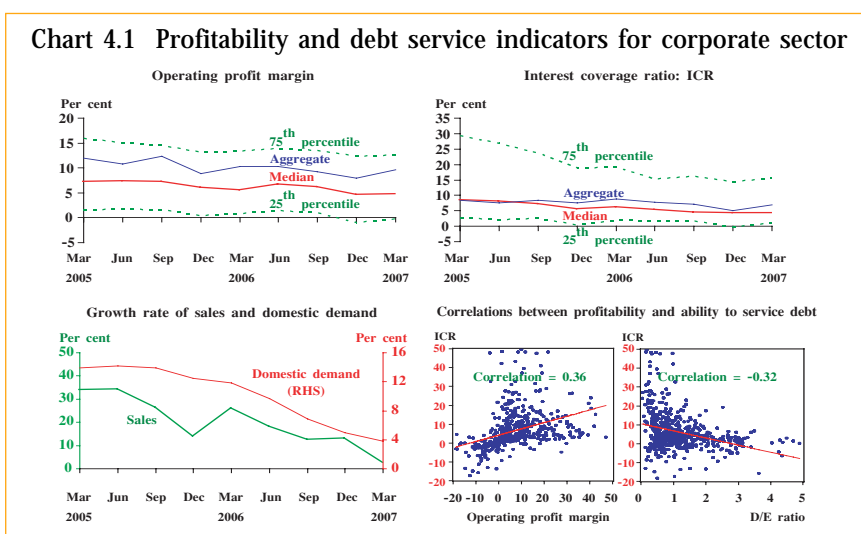 Chart 4.1 Profitability and debt service indicators for corporate sector
Operating profit margin
Per cent
20
15
10
5
0
-5
75th percentile
Aggregate
Median
25th percentile
Mar Jun Sep Dec Mar Jun Sep Dec Mar
2005 2006 2007
Interest coverage ratio: ICR
Per cent
35
30
25
20
15
10
5
0
-5
75th percentile
Aggregate
Median
25th percentile
Mar Jun Sep Dec Mar Jun Sep Dec Mar
2005 2006 2007
Growth rate of sales and domestic demand
Per cent Per cent
50 16
40
12
30
8
20
4
10
0 0
Domestic demand
(RHS)
Sales
Mar Jun Sep Dec Mar Jun Sep Dec Mar
2005 2006 2007
Correlations between profitability and ability to service debt
ICR
50
40
30
20
10
0
-10
-20
Correlation = 0.36
-20 -10 0 10 20 30 40 50
Operating profit margin
ICR
50
40
30
20
10
0
-10
-20
Correlation = -0.32
0 1 2 3 4 5
D/E ratio